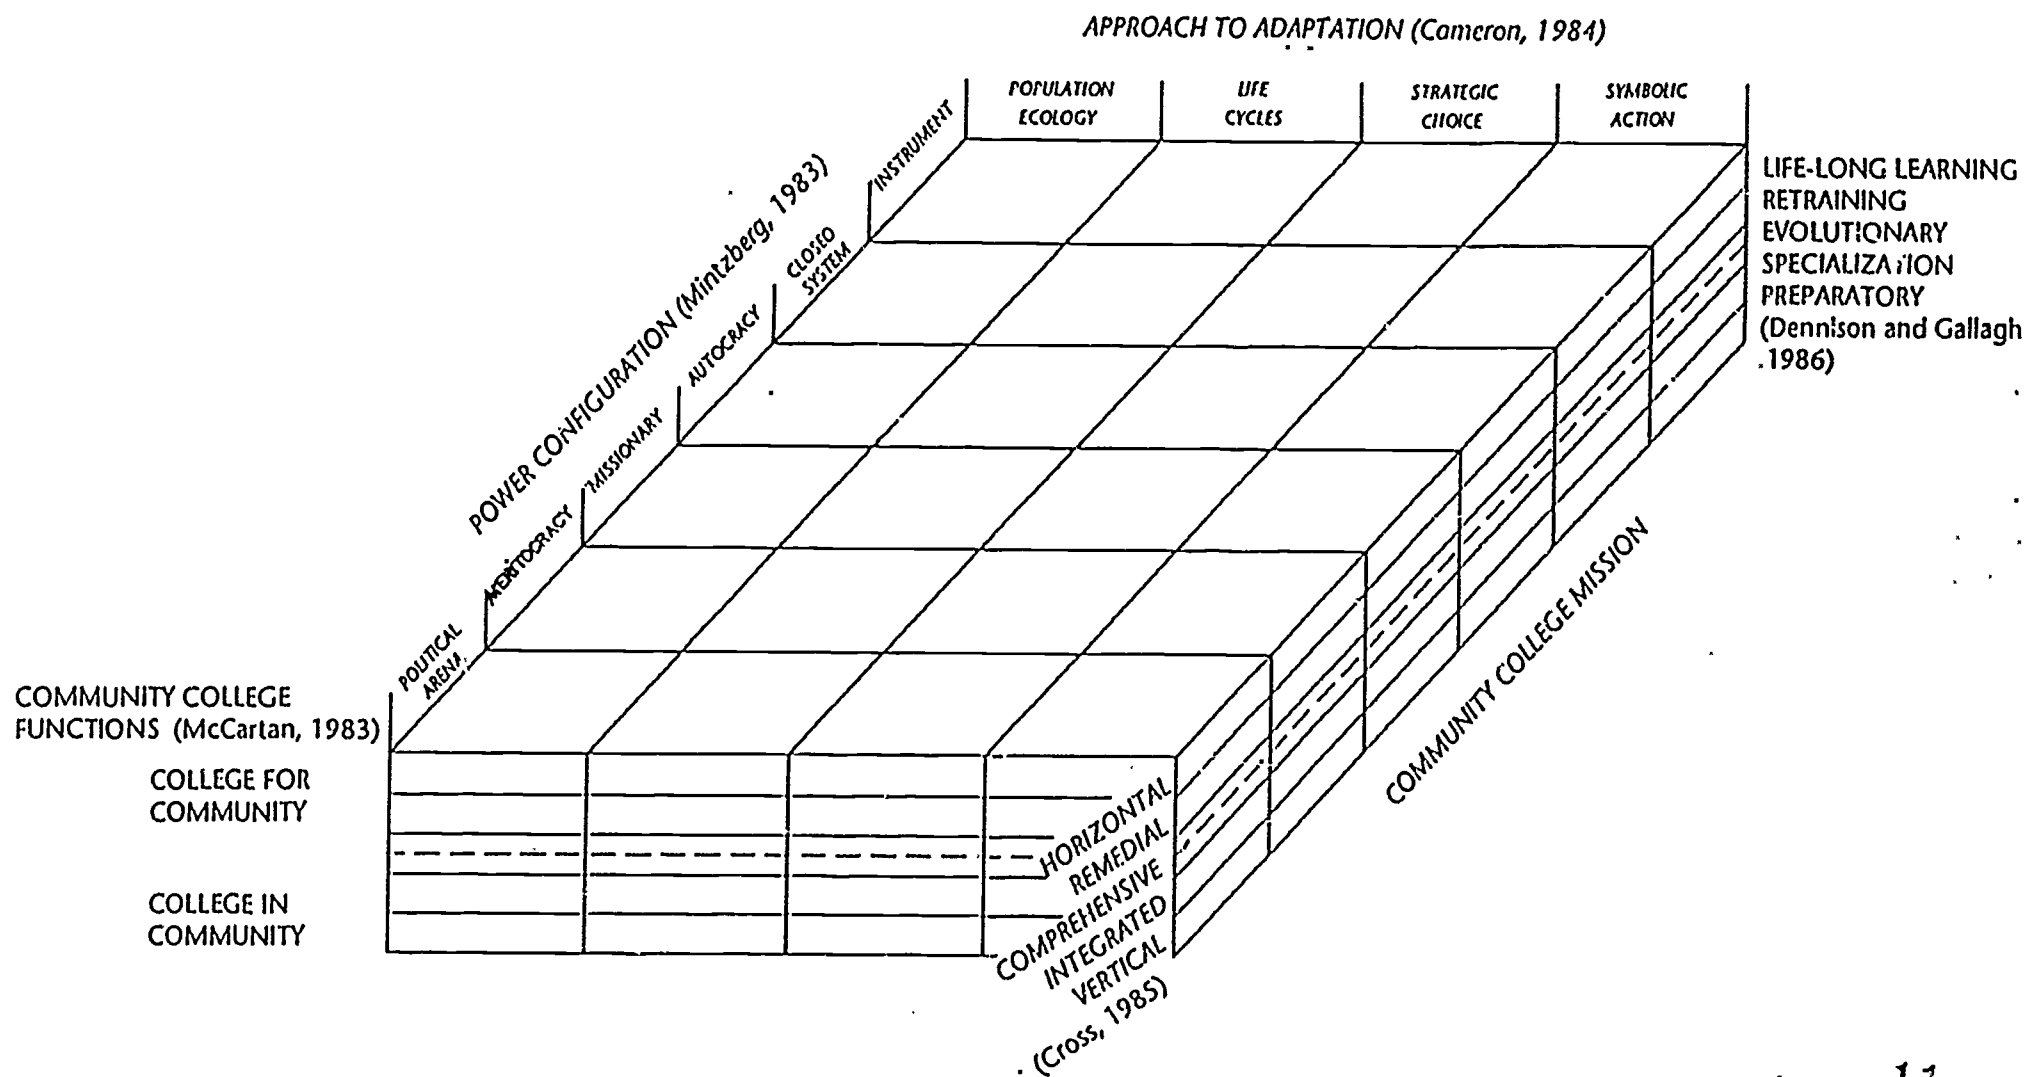 APPROACH TO ADAPTATION (Cameron, 1984)
POPULATION
ECOLOGY
LIFE
CYCLES
STRATEGIC
CHOICE
SYMBOLIC
ACTION
POWER CONFIGURATION (Mintzberg, 1983)
INSTRUMENT
CLOSED
SYSTEM
AUTOCRACY
MISSIONARY
MERITOCRACY
POLITICAL
ARENA
LIFE-LONG LEARNING
RETRAINING
EVOLUTIONARY
SPECIALIZATION
PREPARATORY
(Dennison and Gallagh
1986)
COMMUNITY COLLEGE MISSION
COMMUNITY COLLEGE
FUNCTIONS (McCartan, 1983)
COLLEGE FOR
COMMUNITY
COLLEGE IN
COMMUNITY
HORIZONTAL
REMEDIAL
COMPREHENSIVE
INTEGRATED
VERTICAL
(Cross, 1985)